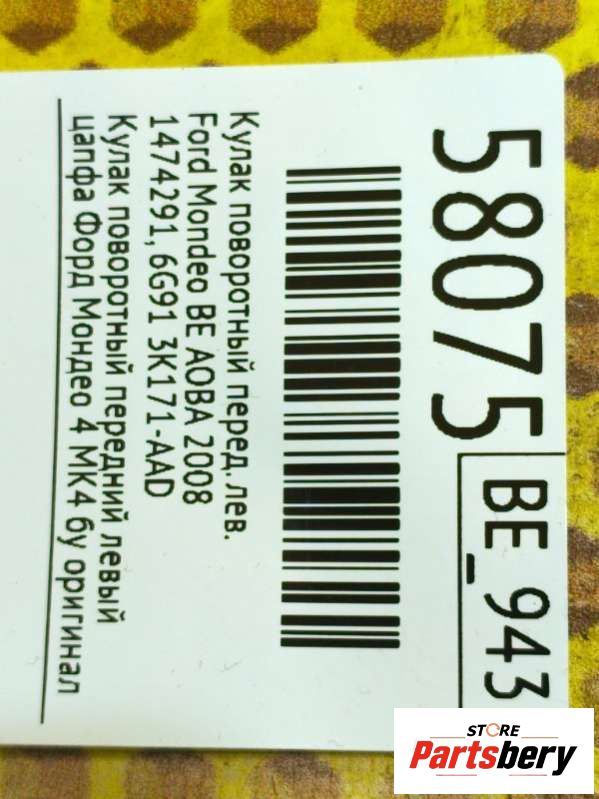 58075
BE_943
Кулак поворотный перед. лев.
Ford Mondeo BE AOBA 2008
1474291, 6G91 3K171-AAD
Кулак поворотный передний левый
цапфа Форд Мондео 4 МК4 бу оригинал
STORE
Partsbery